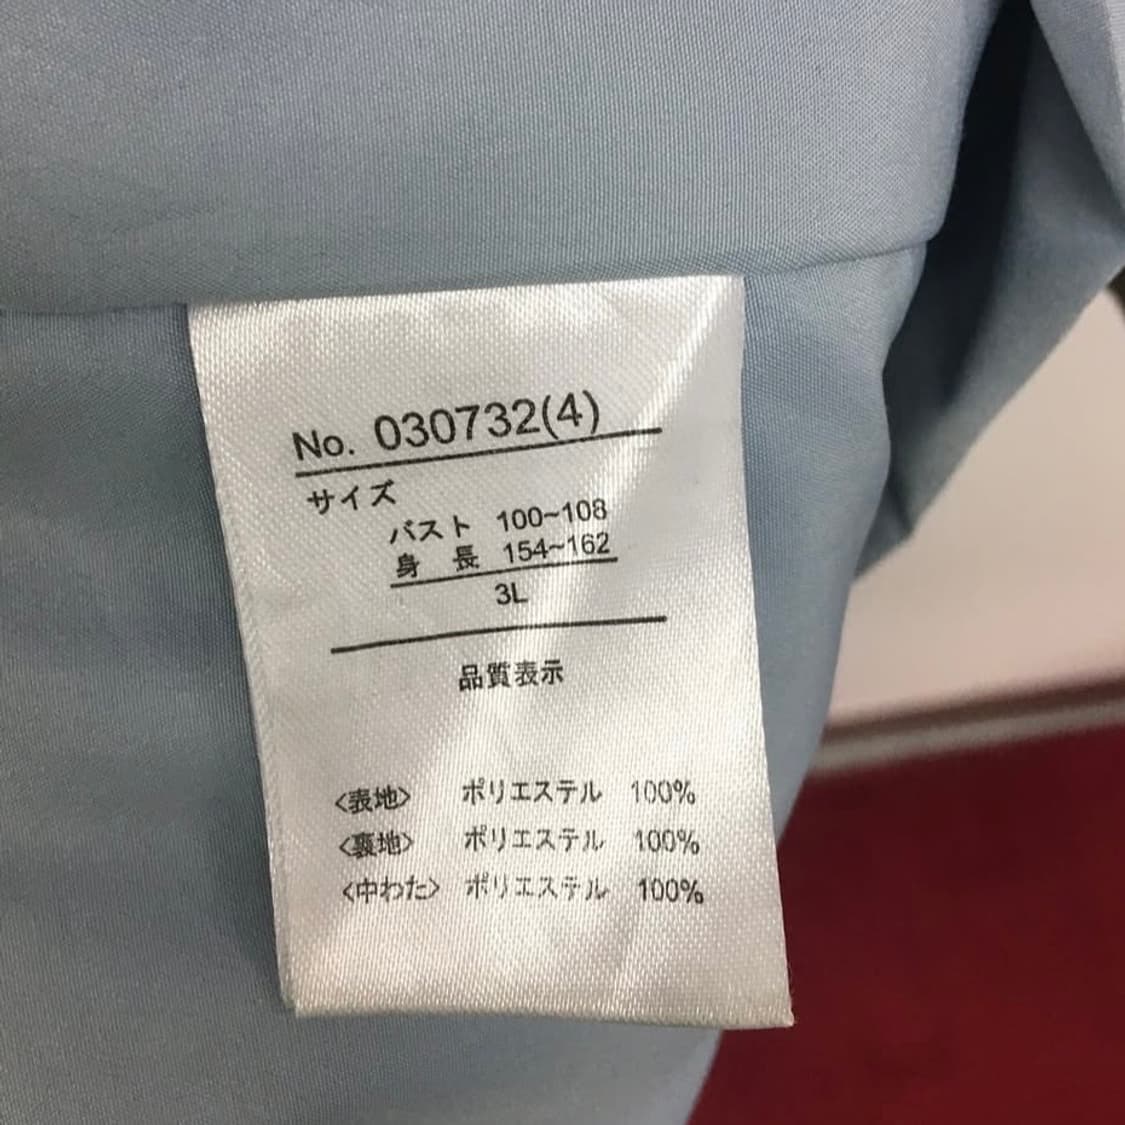 No. 030732(4)
サイズ
バスト 100~108
身 長 154~162
3L
品質表示
〈表地〉 ポリエステル 100%
〈裏地〉 ポリエステル 100%
〈中わた〉 ポリエステル 100%